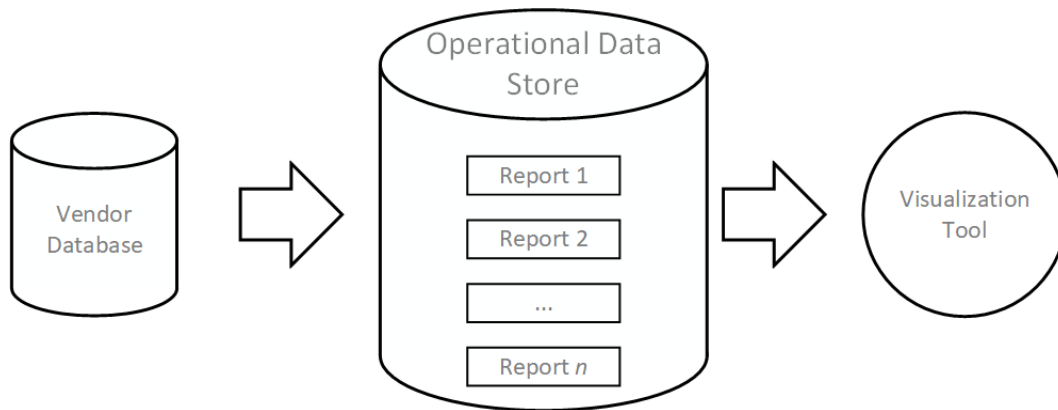 Operational Data
Store
Vendor
Database
Report 1
Report 2
...
Report n
Visualization
Tool